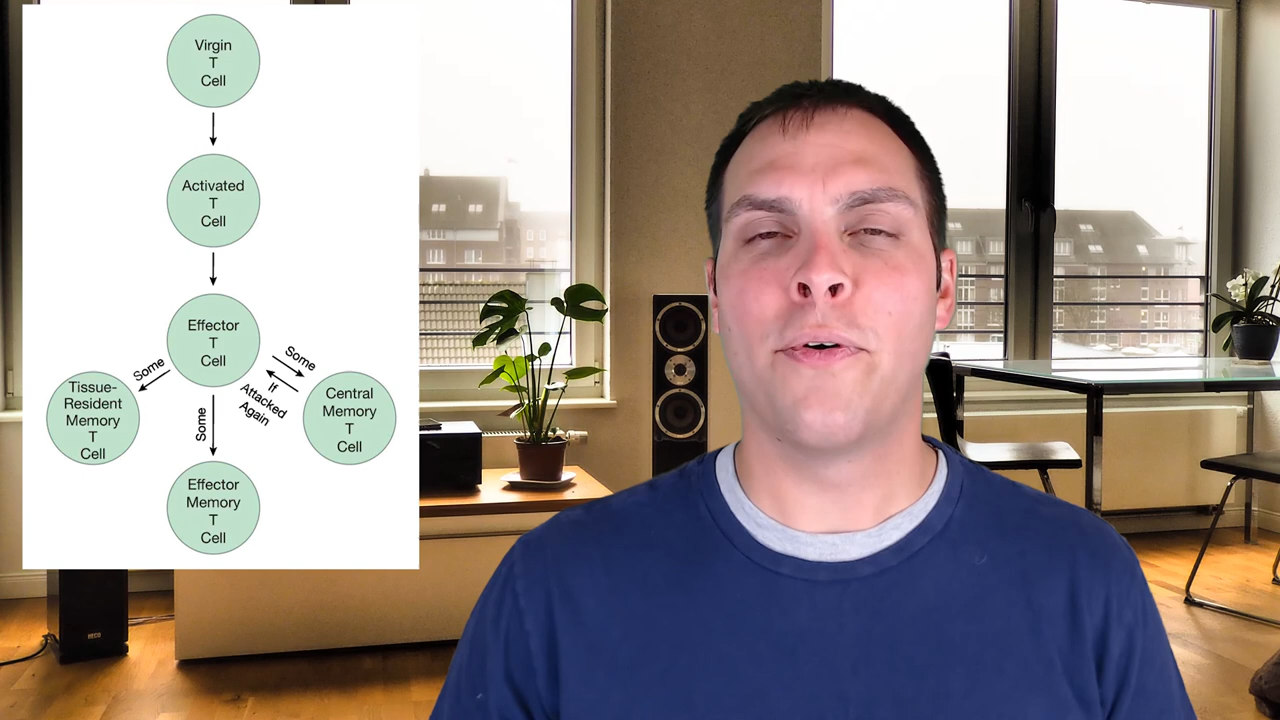 Virgin
T
Cell
Activated
T
Cell
Effector
T
Cell
Some
Some
If
Attacked
Again
Some
Tissue-
Resident
Memory
T
Cell
Central
Memory
T
Cell
Effector
Memory
T
Cell
HECO